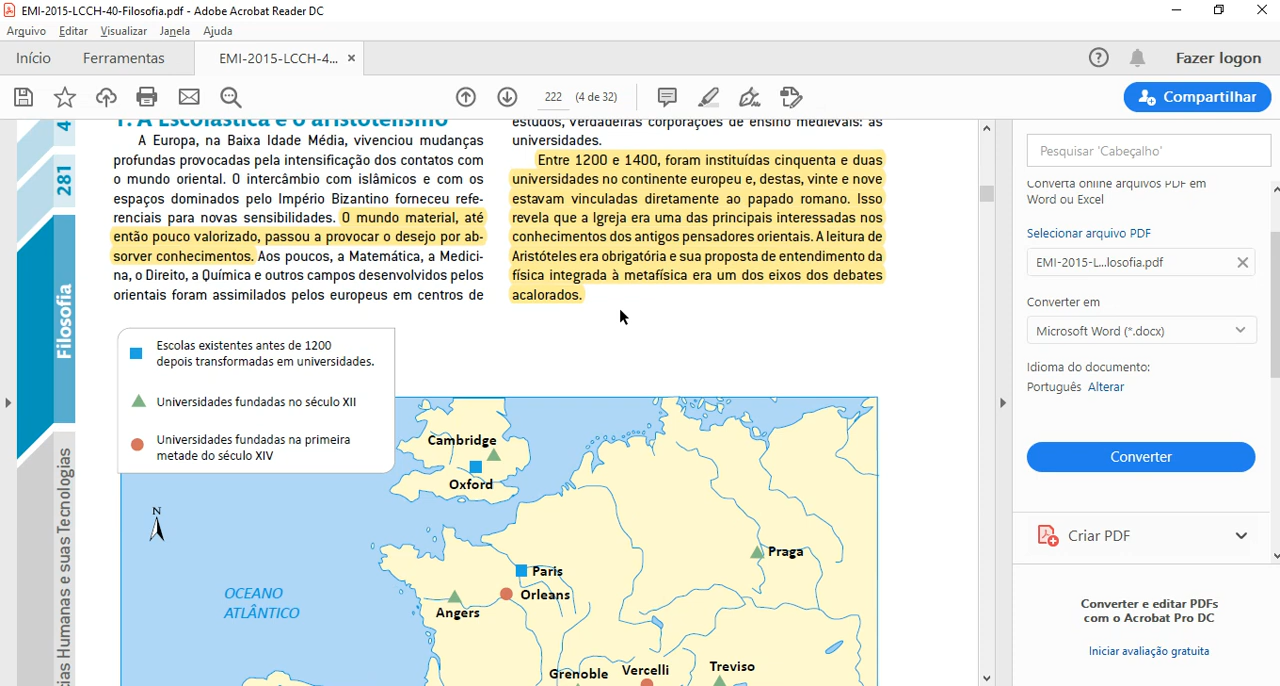 EMI-2015-LCCH-40-Filosofia.pdf - Adobe Acrobat Reader DC
Arquivo Editar Visualizar Janela Ajuda
Início Ferramentas EMI-2015-LCCH-4... × Fazer logon
222 (4 de 32) Compartilhar
4
281
Filosofia
cias Humanas e suas Tecnologias
1. A Escolástica e o aristotelismo
A Europa, na Baixa Idade Média, vivenciou mudanças
profundas provocadas pela intensificação dos contatos com
o mundo oriental. O intercâmbio com islâmicos e com os
espaços dominados pelo Império Bizantino forneceu refe-
renciais para novas sensibilidades. O mundo material, até
então pouco valorizado, passou a provocar o desejo por ab-
sorver conhecimentos. Aos poucos, a Matemática, a Medici-
na, o Direito, a Química e outros campos desenvolvidos pelos
orientais foram assimilados pelos europeus em centros de
estudos, verdadeiras corporações de ensino medievais: as
universidades.
Entre 1200 e 1400, foram instituídas cinquenta e duas
universidades no continente europeu e, destas, vinte e nove
estavam vinculadas diretamente ao papado romano. Isso
revela que a Igreja era uma das principais interessadas nos
conhecimentos dos antigos pensadores orientais. A leitura de
Aristóteles era obrigatória e sua proposta de entendimento da
física integrada à metafísica era um dos eixos dos debates
acalorados.
Escolas existentes antes de 1200
depois transformadas em universidades.
Universidades fundadas no século XII
Universidades fundadas na primeira
metade do século XIV
N
Cambridge
Oxford
Praga
Paris
Orleans
Angers
OCEANO
ATLÂNTICO
Grenoble
Vercelli
Treviso
Pesquisar 'Cabeçalho'
Converta online arquivos PDF em
Word ou Excel
Selecionar arquivo PDF
EMI-2015-L...losofia.pdf
Converter em
Microsoft Word (*.docx)
Idioma do documento:
Português Alterar
Converter
Criar PDF
Converter e editar PDFs
com o Acrobat Pro DC
Iniciar avaliação gratuita